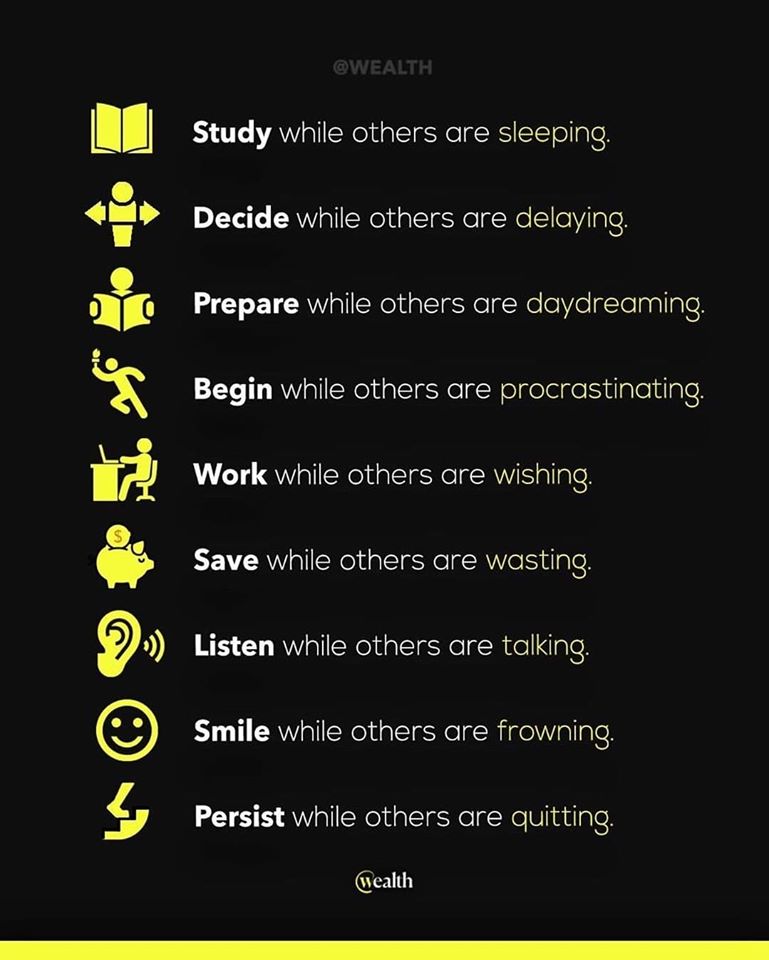 @WEALTH
Study while others are sleeping.
Decide while others are delaying.
Prepare while others are daydreaming.
Begin while others are procrastinating.
Work while others are wishing.
$
Save while others are wasting.
Listen while others are talking.
Smile while others are frowning.
Persist while others are quitting.
@wealth